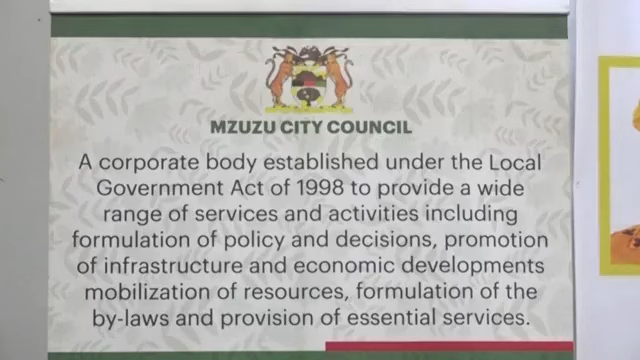 MZUZU CITY COUNCIL
A corporate body established under the Local
Government Act of 1998 to provide a wide
range of services and activities including
formulation of policy and decisions, promotion
of infrastructure and economic developments
mobilization of resources, formulation of the
by-laws and provision of essential services.